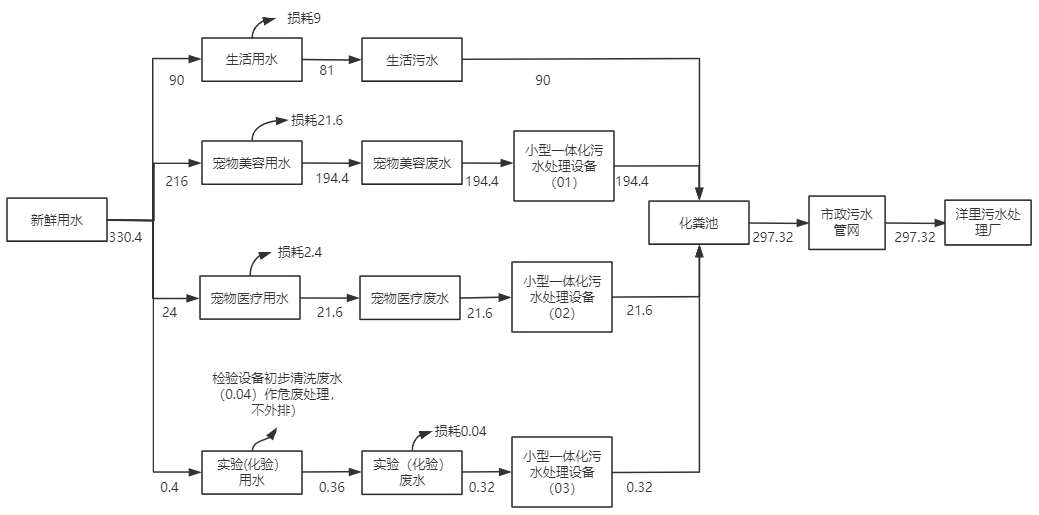 损耗9
生活用水
生活污水
90
81
90
损耗21.6
宠物美容用水
宠物美容废水
小型一体化污
水处理设备
（01）
216
194.4
194.4
194.4
新鲜用水
330.4
化粪池
市政污水
管网
洋里污水处
理厂
297.32
297.32
损耗2.4
宠物医疗用水
宠物医疗废水
小型一体化污
水处理设备
（02）
24
21.6
21.6
21.6
检验设备初步清洗废水
（0.04）作危废处理，
不外排）
损耗0.04
实验(化验）
用水
实验（化验）
废水
小型一体化污
水处理设备
（03）
0.4
0.36
0.32
0.32